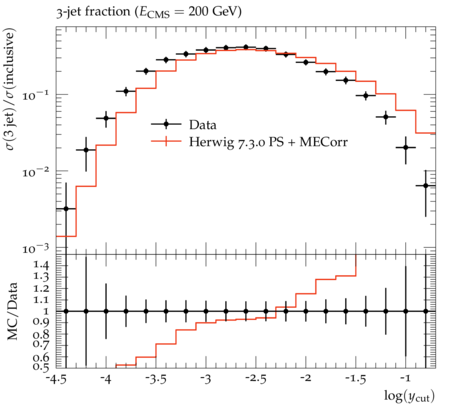 3-jet fraction (E_CMS = 200 GeV)
σ(3 jet)/σ(inclusive)
10⁻¹
10⁻²
10⁻³
Data
Herwig 7.3.0 PS + MECorr
MC/Data
1.4
1.3
1.2
1.1
1
0.9
0.8
0.7
0.6
0.5
-4.5 -4 -3.5 -3 -2.5 -2 -1.5 -1
log(y_cut)